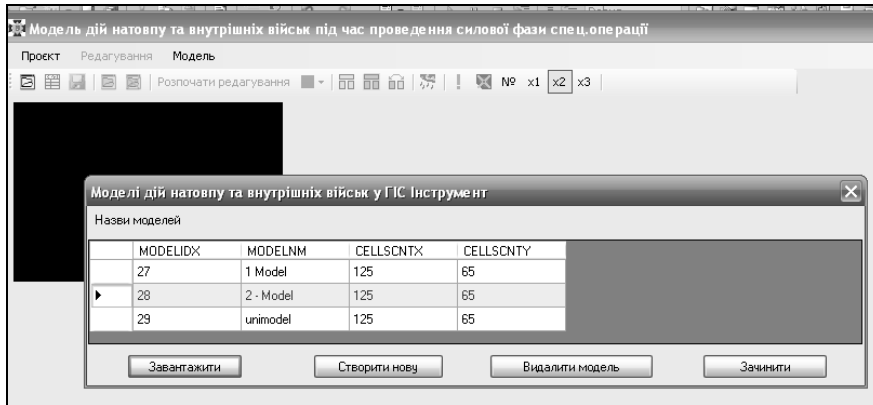 Модель дій натовпу та внутрішніх військ під час проведення силової фази спец.операції
Проєкт Редагування Модель
Розпочати редагування № x1 x2 x3
Моделі дій натовпу та внутрішніх військ у ГІС Інструмент
Назви моделей
MODELIDX MODELNM CELLSCNTX CELLSCNTY
27 1 Model 125 65
28 2 - Model 125 65
29 unimodel 125 65
Завантажити Створити нову Видалити модель Зачинити